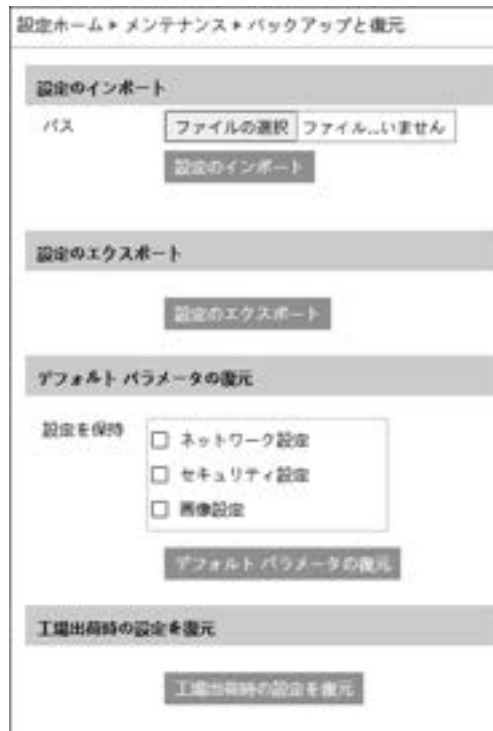 設定ホーム▸メンテナンス▸バックアップと復元
設定のインポート
パス ファイルの選択 ファイル...いません
設定のインポート
設定のエクスポート
設定のエクスポート
デフォルト パラメータの復元
設定を保持
ネットワーク設定
セキュリティ設定
画像設定
デフォルト パラメータの復元
工場出荷時の設定を復元
工場出荷時の設定を復元